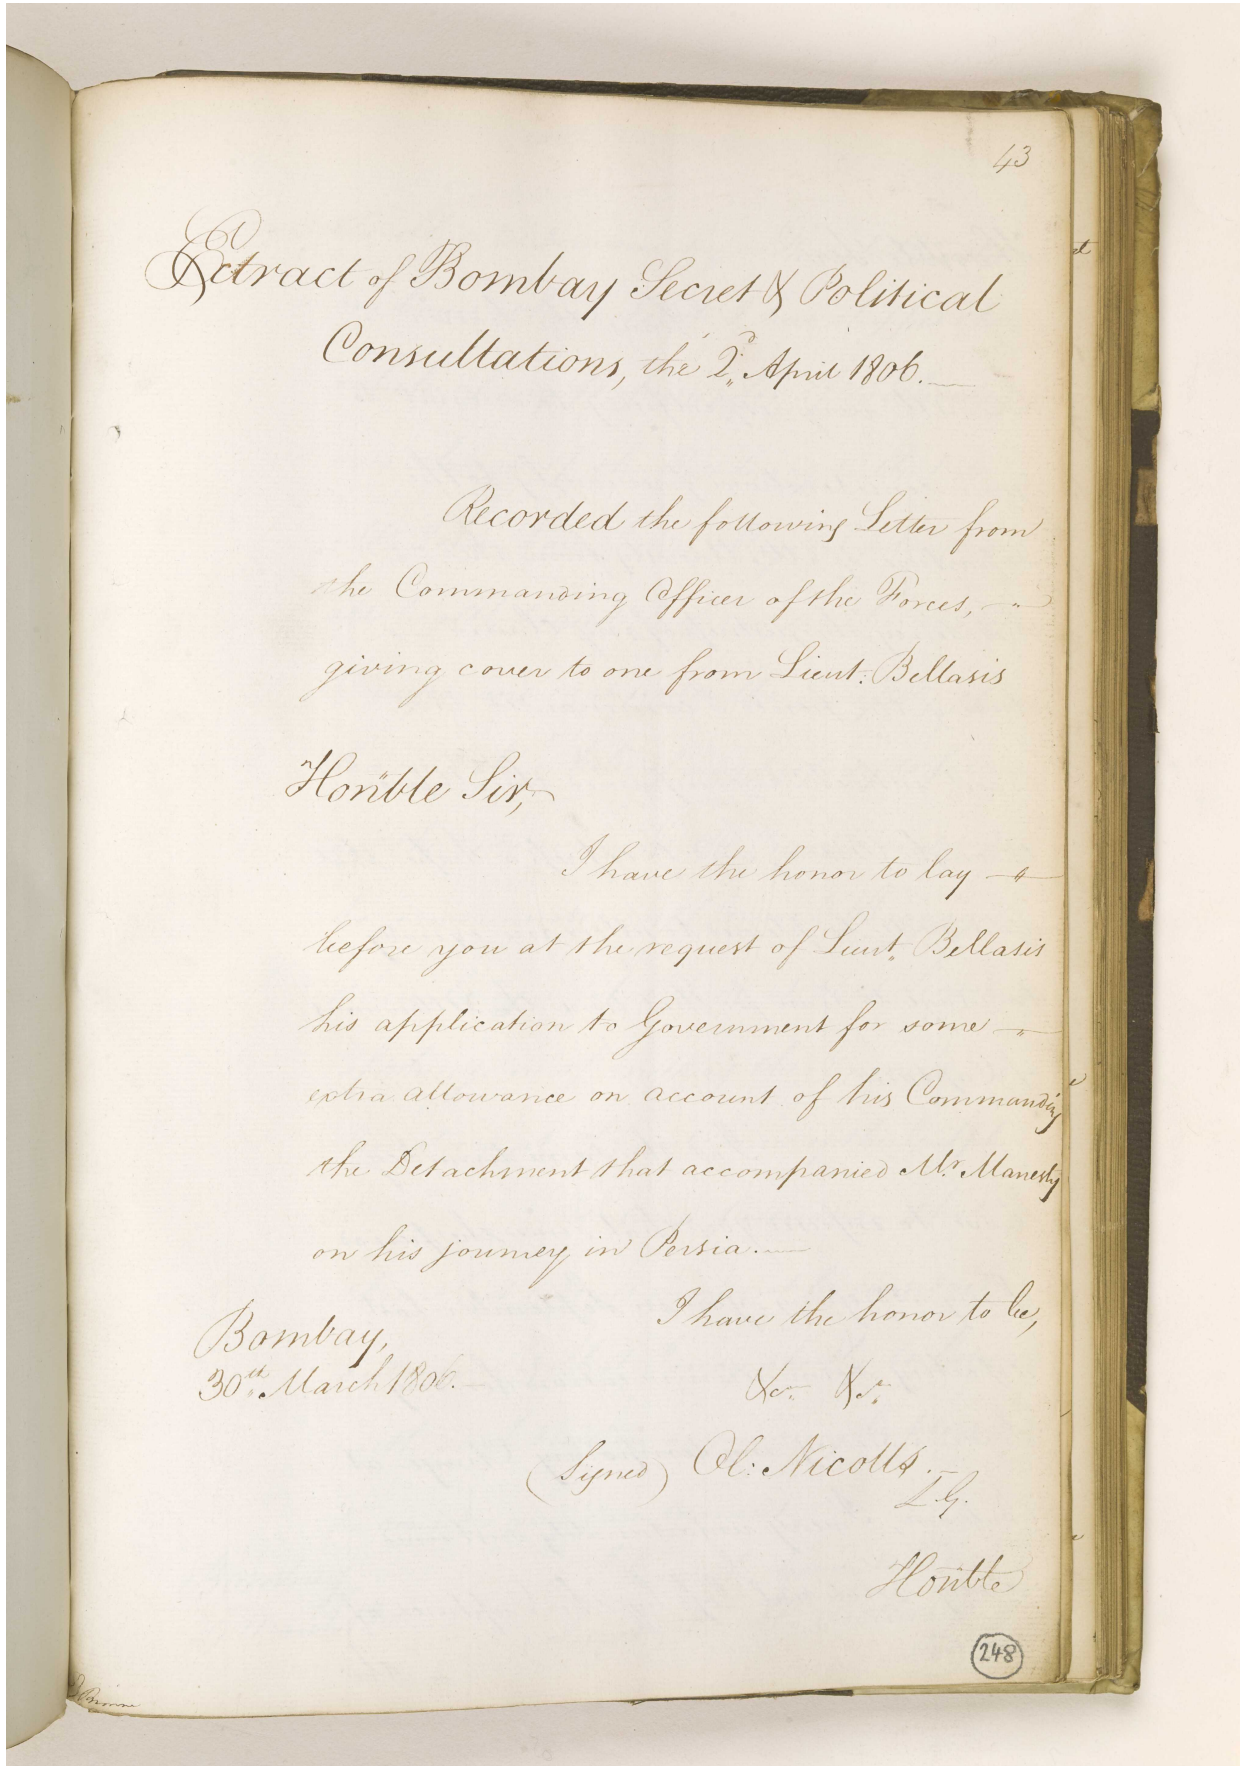 43
Extract of Bombay Secret & Political
Consultations, the 2d. April 1806.
Recorded the following Letter from
the Commanding Officer of the Forces,
giving cover to one from Lieut. Bellasis
Hon'ble Sir,
I have the honor to lay
before you at the request of Lieut. Bellasis
his application to Government for some
extra allowance on account of his Commanding
the Detachment that accompanied Mr. Manesty
on his journey in Persia.
I have the honor to be,
Bombay,
30th. March 1806.
&c. &c.
(Signed) Ol: Nicolls.
L. G.
Hon'ble
248